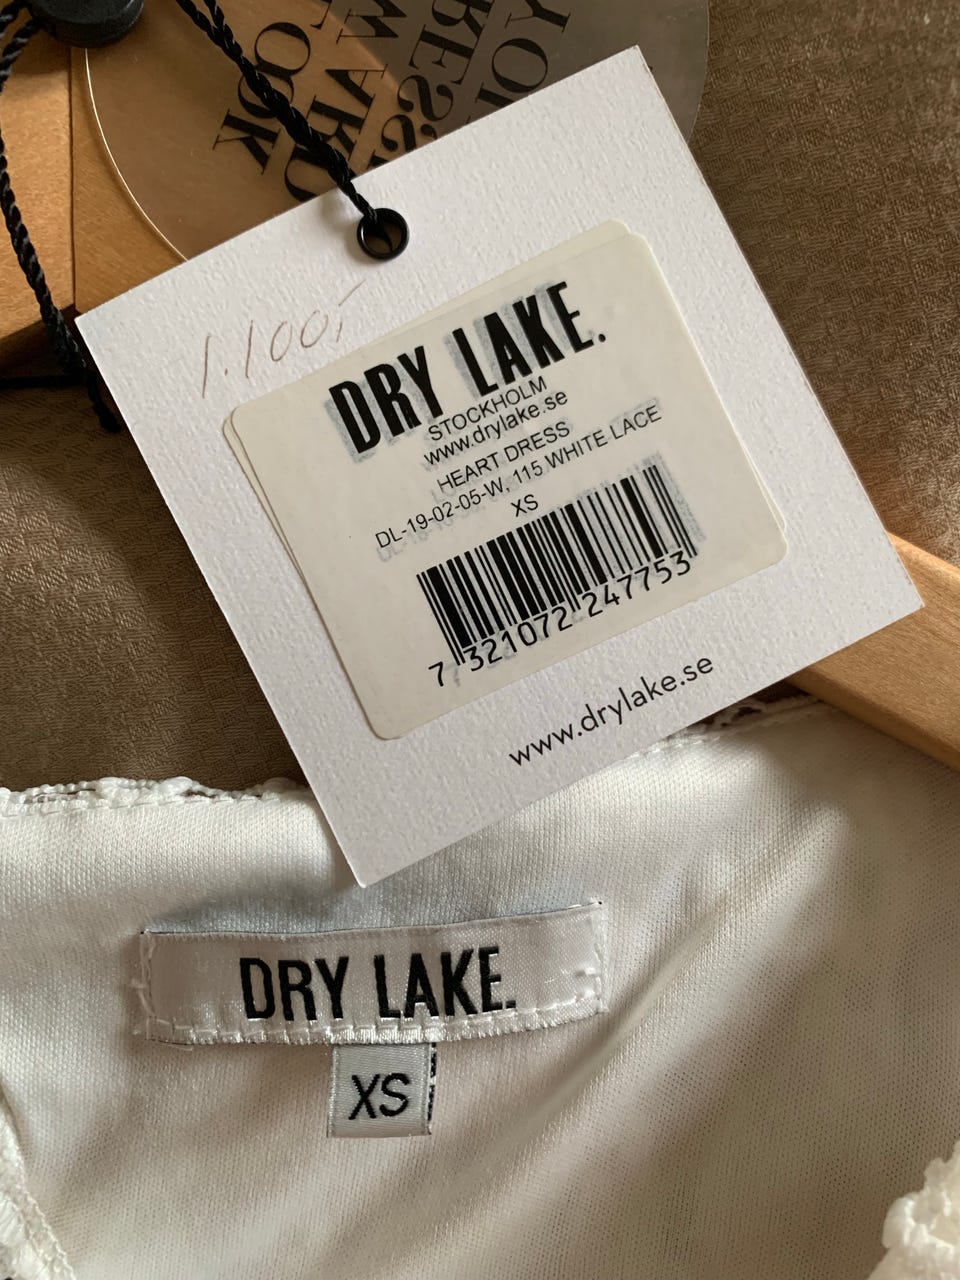 1.100,-
DRY LAKE.
STOCKHOLM
www.drylake.se
HEART DRESS
DL-19-02-05-W, 115 WHITE LACE
XS
7 321072 247753
www.drylake.se
DRY LAKE.
XS